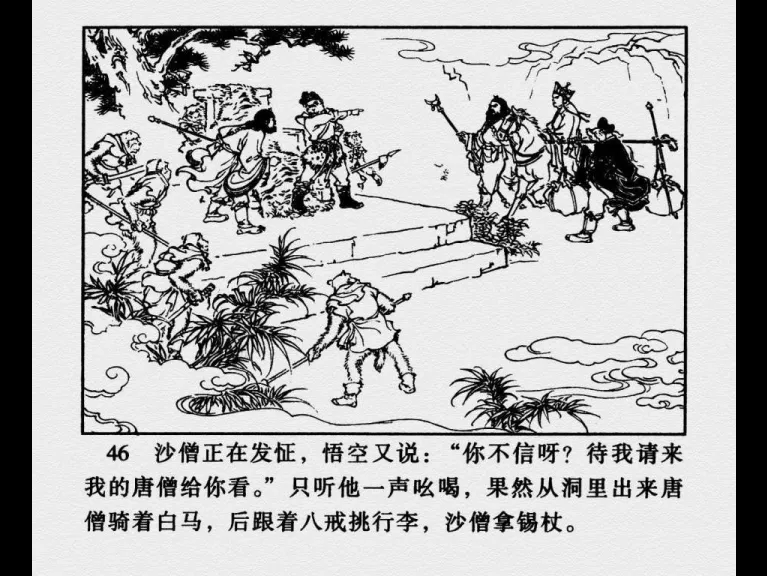 46 沙僧正在发怔，悟空又说：“你不信呀？待我请来
我的唐僧给你看。”只听他一声吆喝，果然从洞里出来唐
僧骑着白马，后跟着八戒挑行李，沙僧拿锡杖。